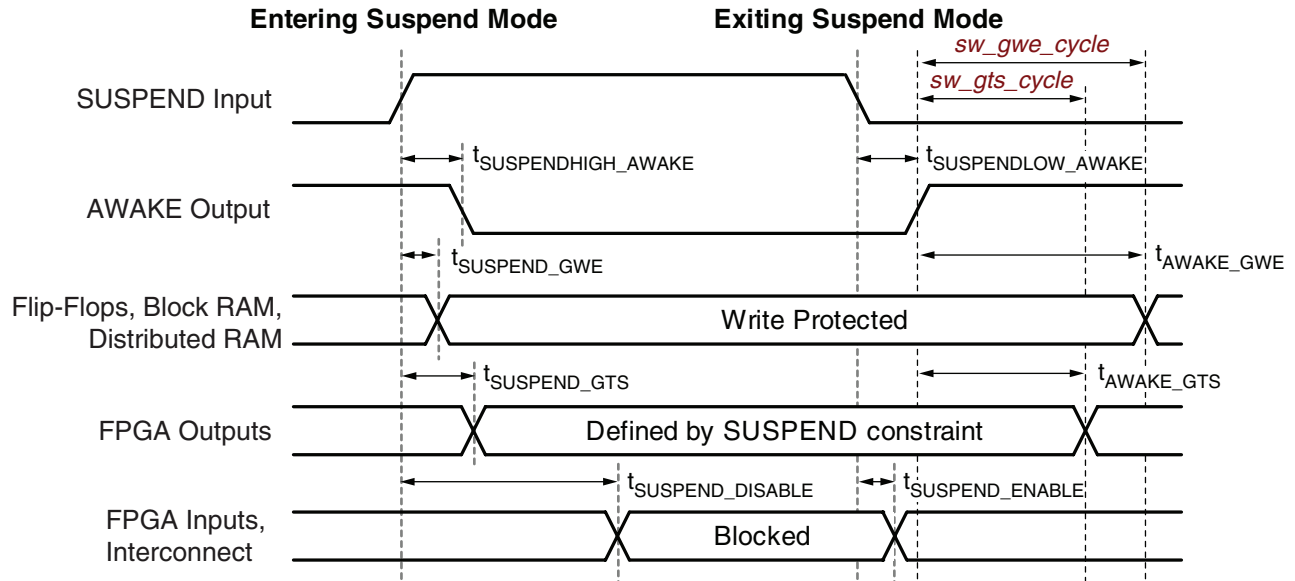 Entering Suspend Mode
Exiting Suspend Mode
sw_gwe_cycle
sw_gts_cycle
SUSPEND Input
tSUSPENDHIGH_AWAKE
tSUSPENDLOW_AWAKE
AWAKE Output
tSUSPEND_GWE
tAWAKE_GWE
Flip-Flops, Block RAM,
Distributed RAM
Write Protected
tSUSPEND_GTS
tAWAKE_GTS
FPGA Outputs
Defined by SUSPEND constraint
tSUSPEND_DISABLE
tSUSPEND_ENABLE
FPGA Inputs,
Interconnect
Blocked